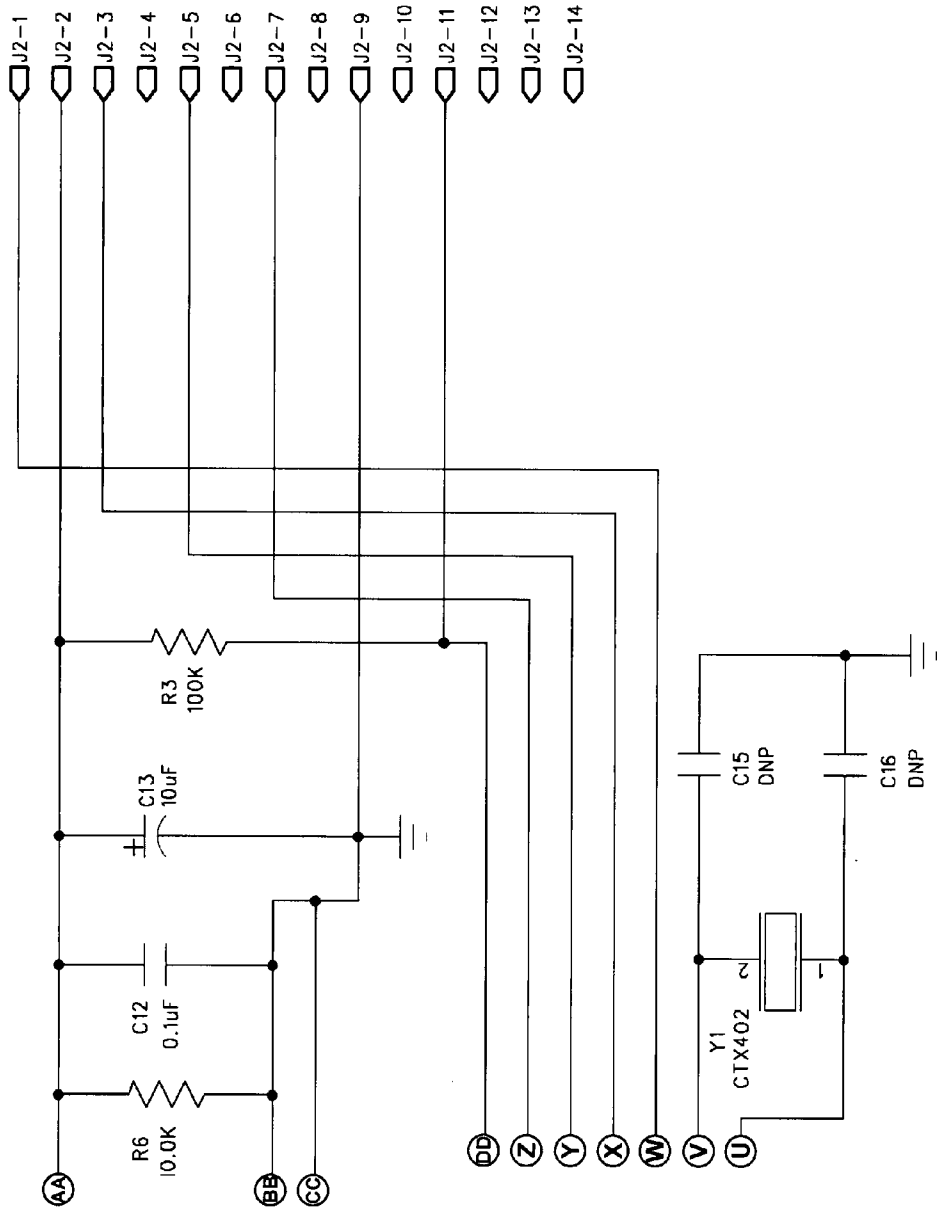 J2-1
J2-2
J2-3
J2-4
J2-5
J2-6
J2-7
J2-8
J2-9
J2-10
J2-11
J2-12
J2-13
J2-14
R3
100K
C13
10uF
+
C12
0.1uF
R6
10.0K
AA
BB
CC
DD
Z
Y
X
W
V
U
C15
DNP
C16
DNP
Y1
CTX402
2
1